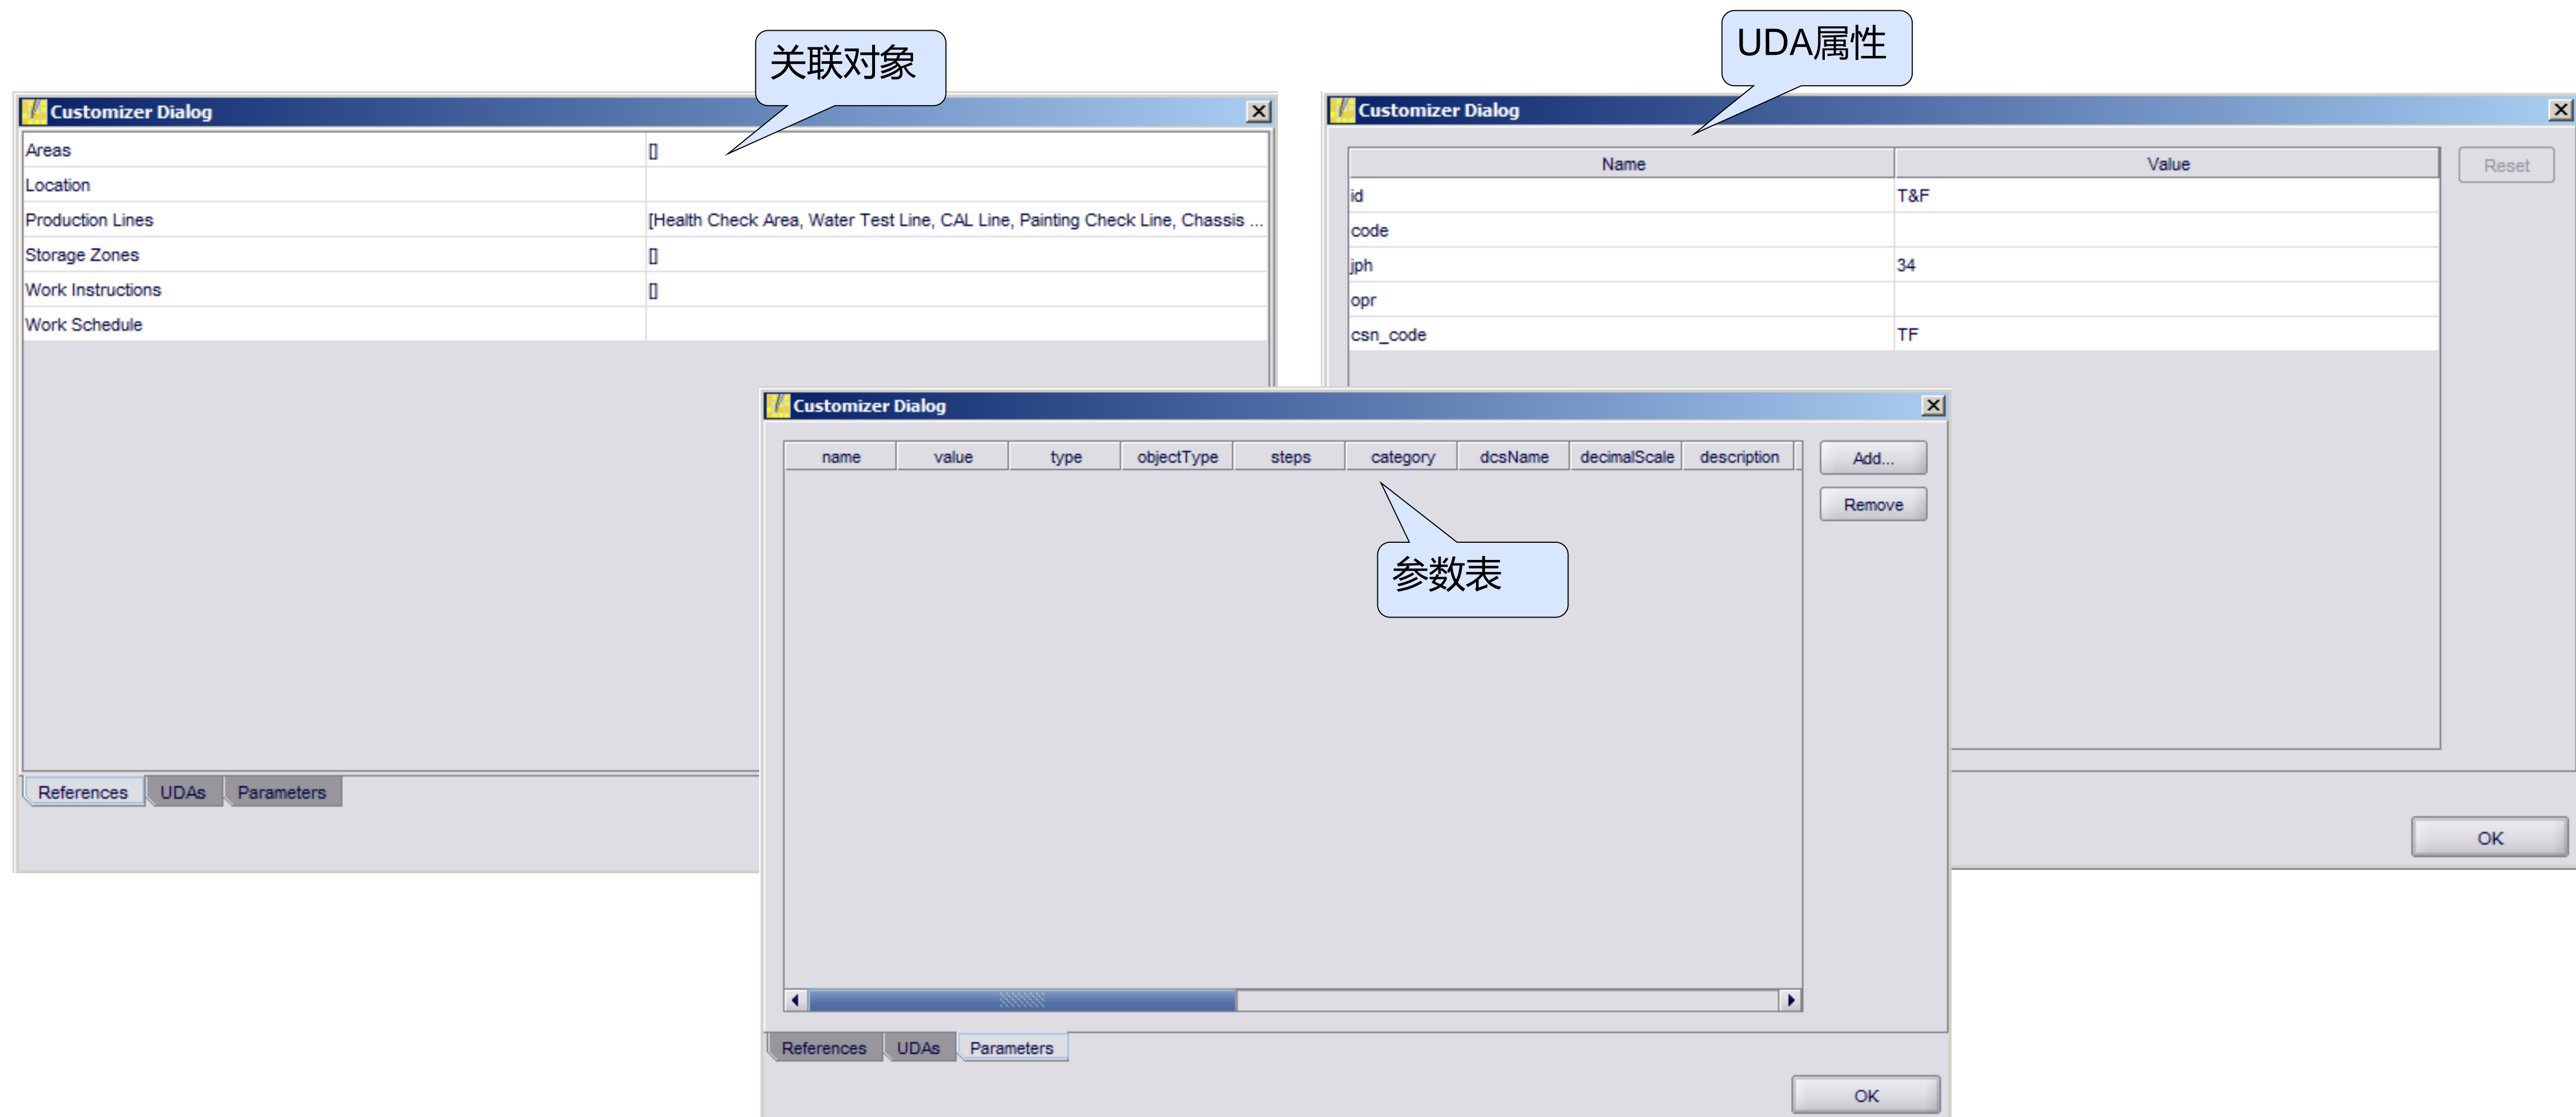 关联对象
UDA属性
Customizer Dialog
Areas []
Location
Production Lines [Health Check Area, Water Test Line, CAL Line, Painting Check Line, Chassis ...
Storage Zones []
Work Instructions []
Work Schedule
References UDAs Parameters
Customizer Dialog
Name Value
Reset
id T&F
code
jph 34
opr
csn_code TF
OK
Customizer Dialog
name value type objectType steps category dcsName decimalScale description
Add...
Remove
参数表
References UDAs Parameters
OK